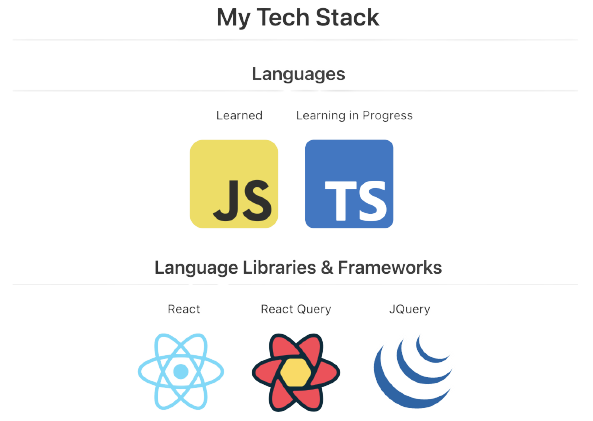 My Tech Stack
Languages
Learned Learning in Progress
JS TS
Language Libraries & Frameworks
React React Query JQuery